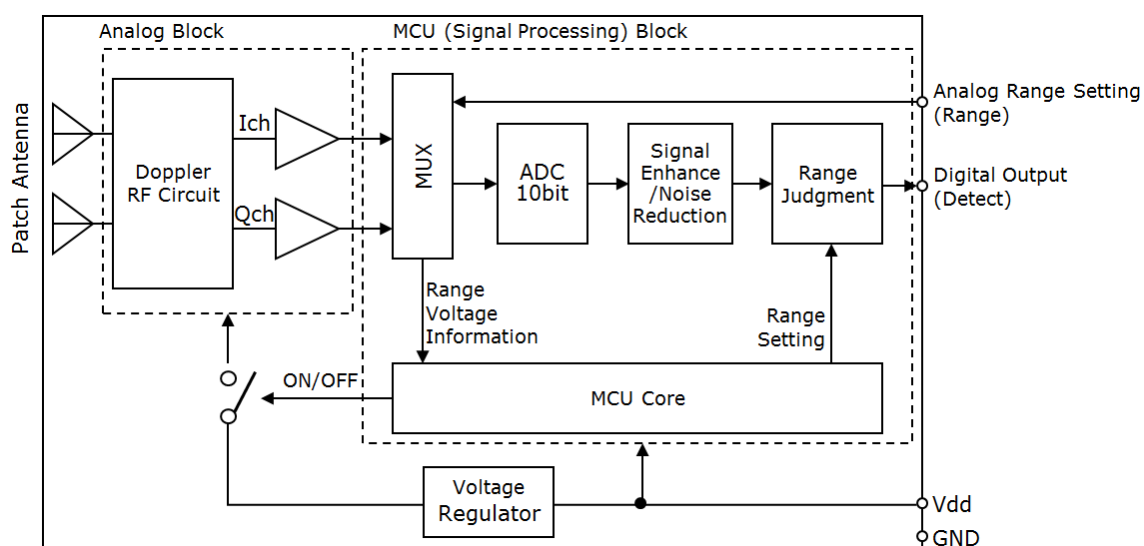 Analog Block
MCU (Signal Processing) Block
Patch Antenna
Doppler
RF Circuit
Ich
Qch
MUX
ADC
10bit
Signal
Enhance
/Noise
Reduction
Range
Judgment
Analog Range Setting
(Range)
Digital Output
(Detect)
Range
Voltage
Information
Range
Setting
ON/OFF
MCU Core
Voltage
Regulator
Vdd
GND